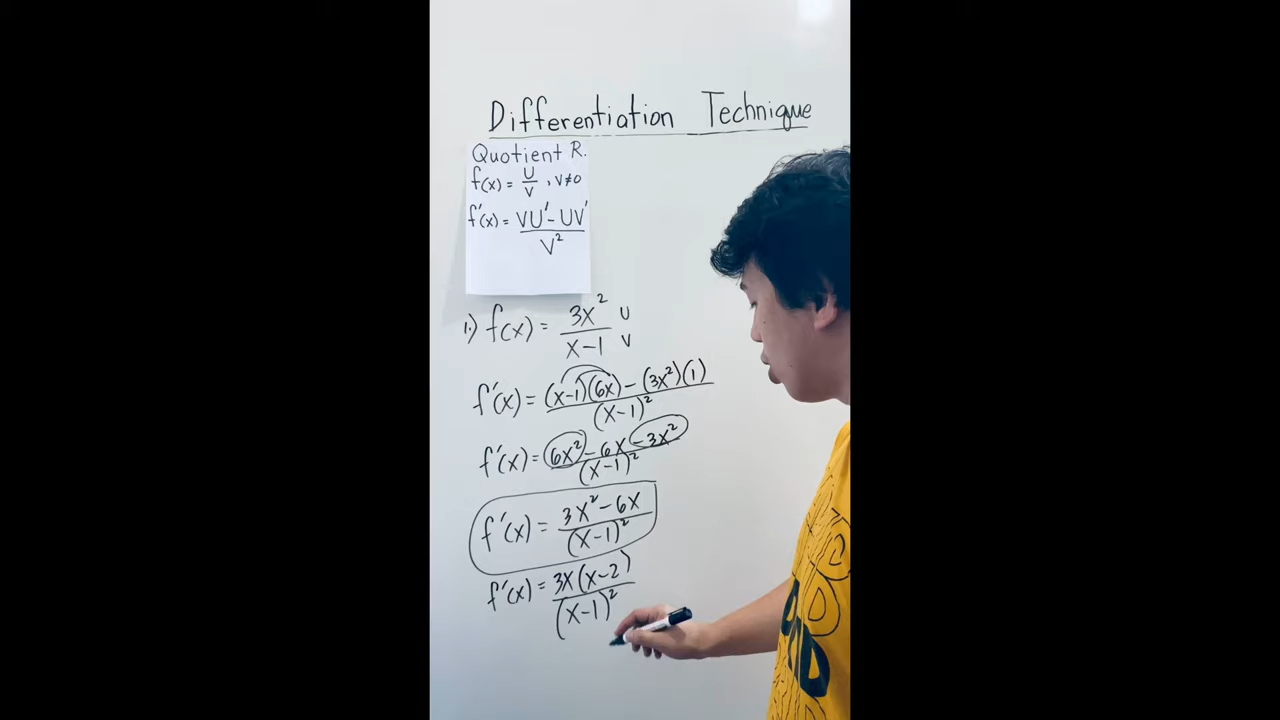 Differentiation Technique
Quotient R.
f(x) = U/V , V≠0
f'(x) = VU' - UV' / V²
1.) f(x) = 3x² / x-1 U V
f'(x) = (x-1)(6x) - (3x²)(1) / (x-1)²
f'(x) = 6x² - 6x - 3x² / (x-1)²
f'(x) = 3x² - 6x / (x-1)²
f'(x) = 3x(x-2) / (x-1)²